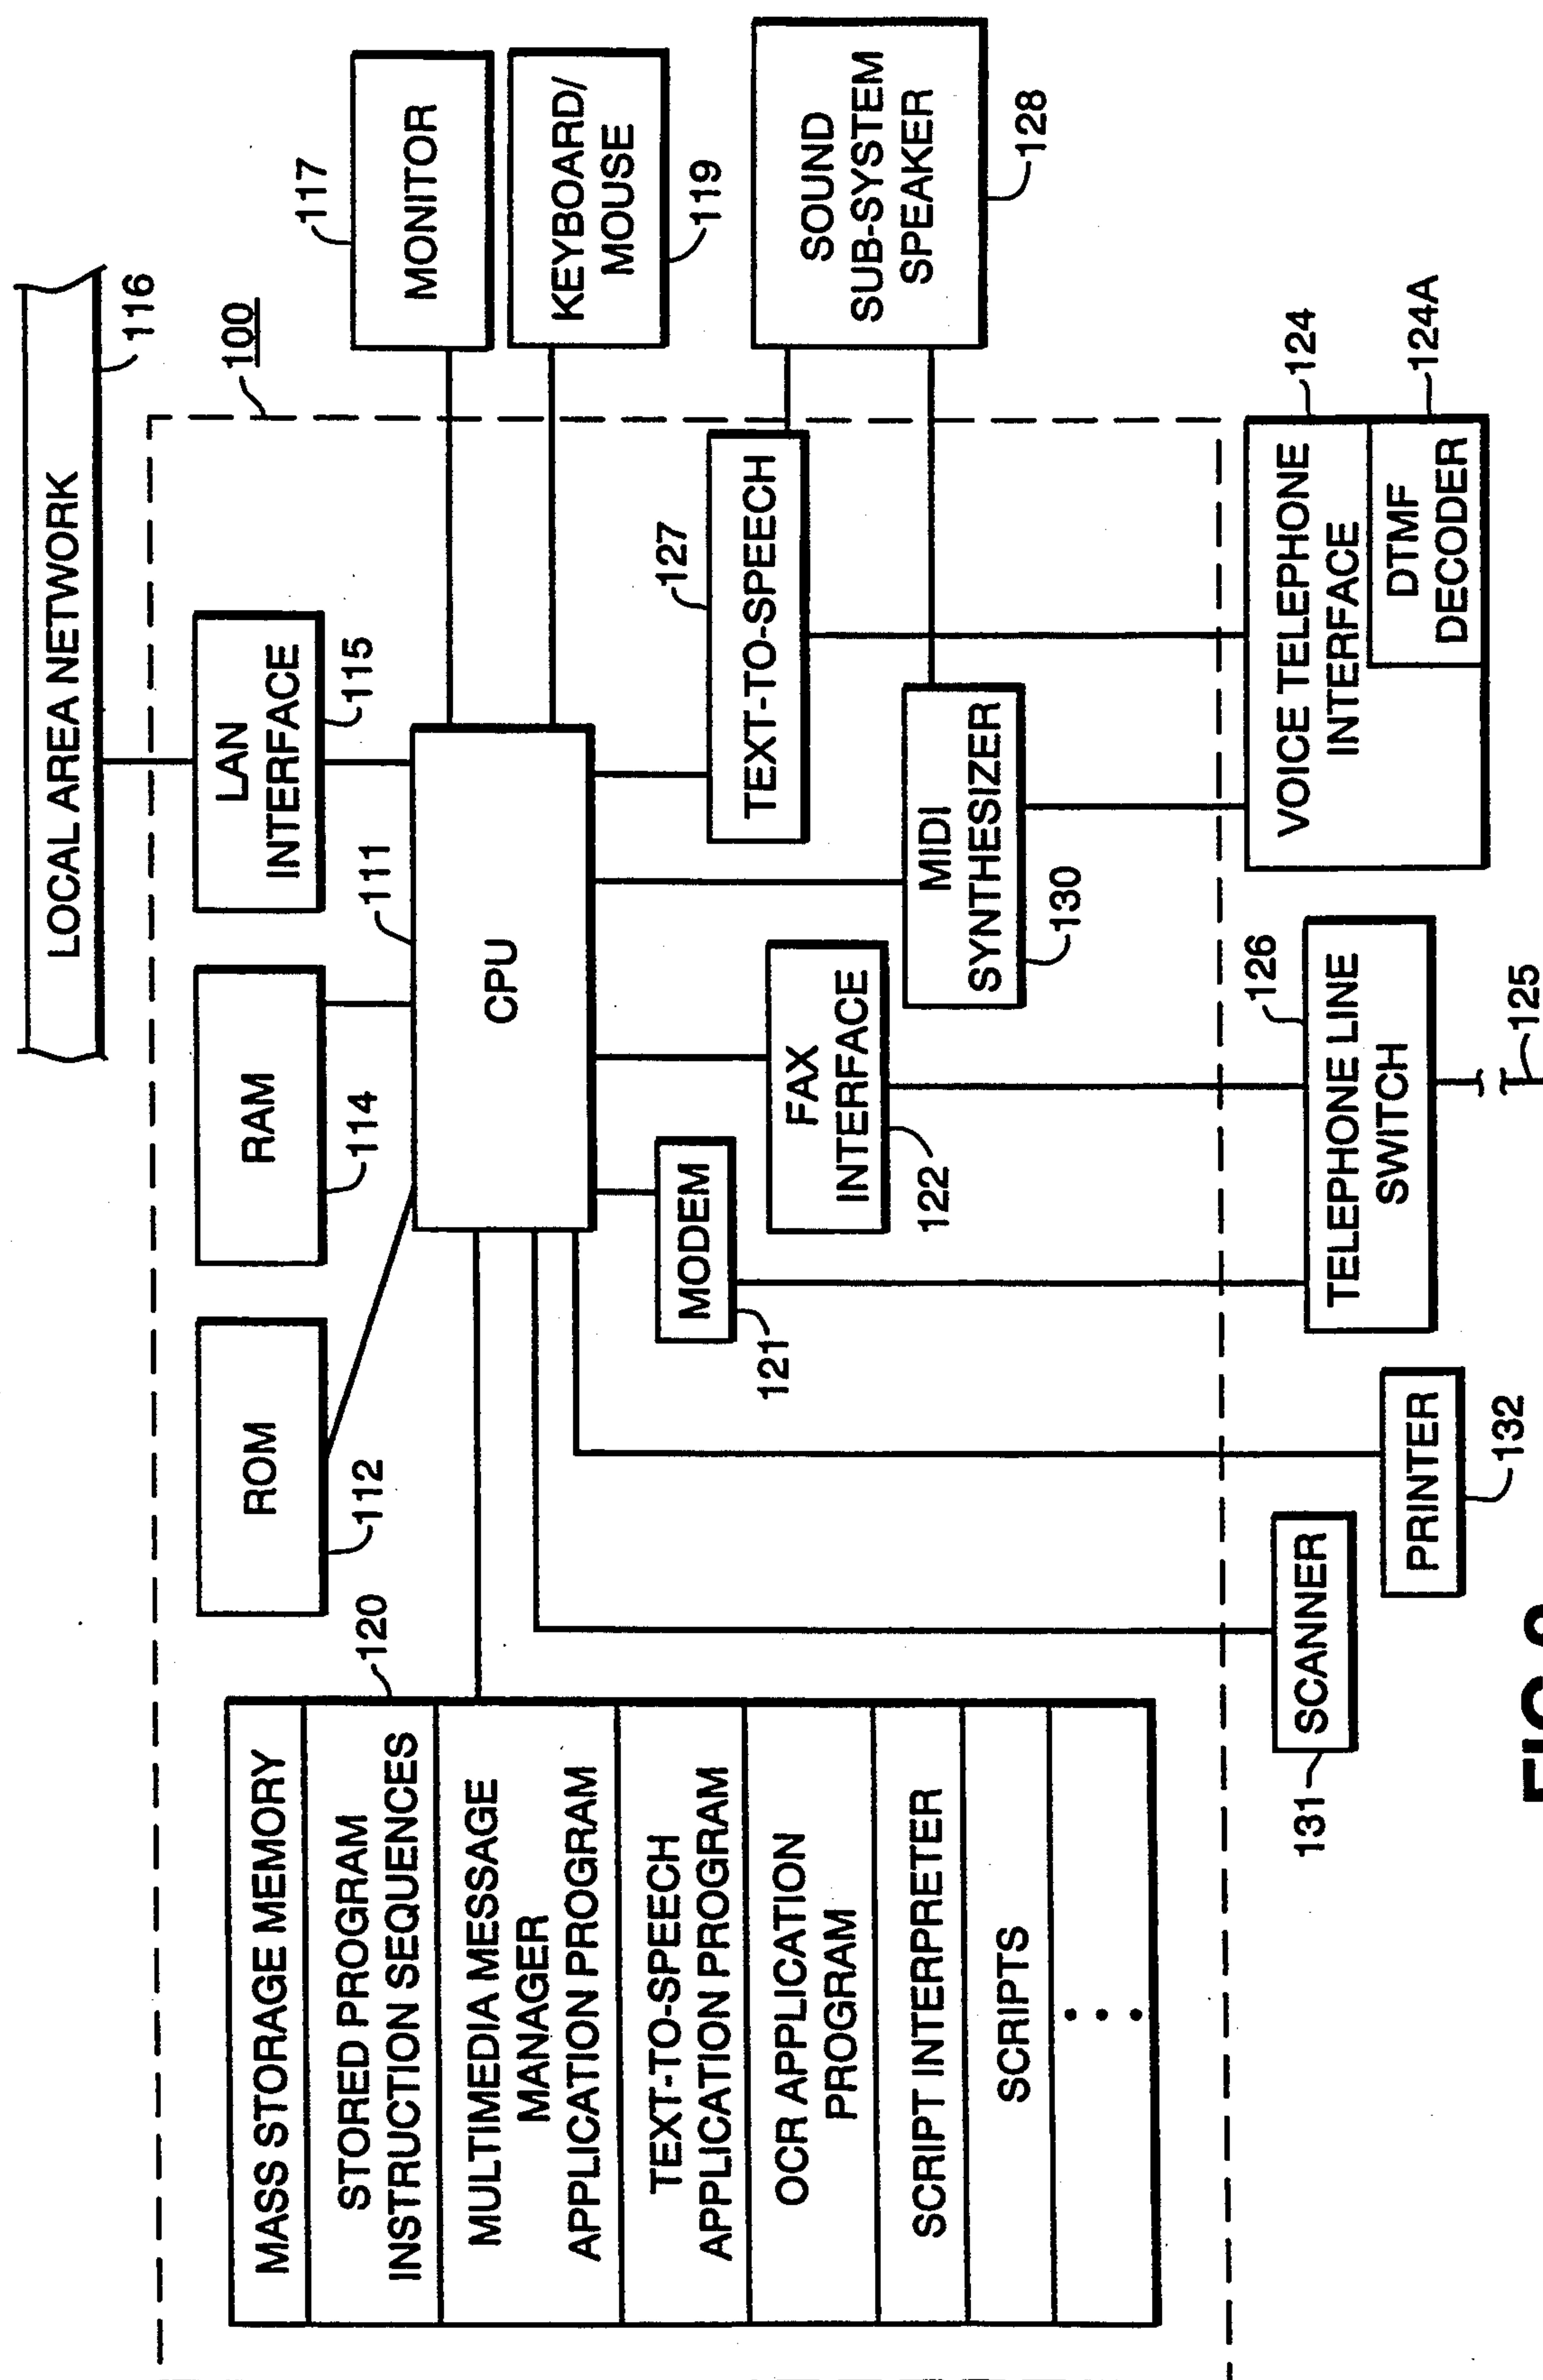 LOCAL AREA NETWORK
116
100
MASS STORAGE MEMORY
STORED PROGRAM
INSTRUCTION SEQUENCES
MULTIMEDIA MESSAGE
MANAGER
APPLICATION PROGRAM
TEXT-TO-SPEECH
APPLICATION PROGRAM
OCR APPLICATION
PROGRAM
SCRIPT INTERPRETER
SCRIPTS
120
ROM
112
RAM
114
LAN
INTERFACE
115
CPU
111
MONITOR
117
KEYBOARD/
MOUSE
119
SOUND
SUB-SYSTEM
SPEAKER
128
TEXT-TO-SPEECH
127
MIDI
SYNTHESIZER
130
FAX
INTERFACE
122
MODEM
121
SCANNER
131
PRINTER
132
TELEPHONE LINE
SWITCH
126
125
VOICE TELEPHONE
INTERFACE
124
DTMF
DECODER
124A